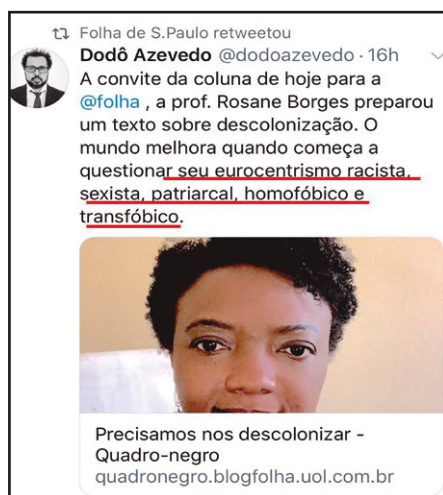 Folha de S.Paulo retweetou
Dodô Azevedo @dodoazevedo · 16h
A convite da coluna de hoje para a
@folha , a prof. Rosane Borges preparou
um texto sobre descolonização. O
mundo melhora quando começa a
questionar seu eurocentrismo racista,
sexista, patriarcal, homofóbico e
transfóbico.
Precisamos nos descolonizar -
Quadro-negro
quadronegro.blogfolha.uol.com.br